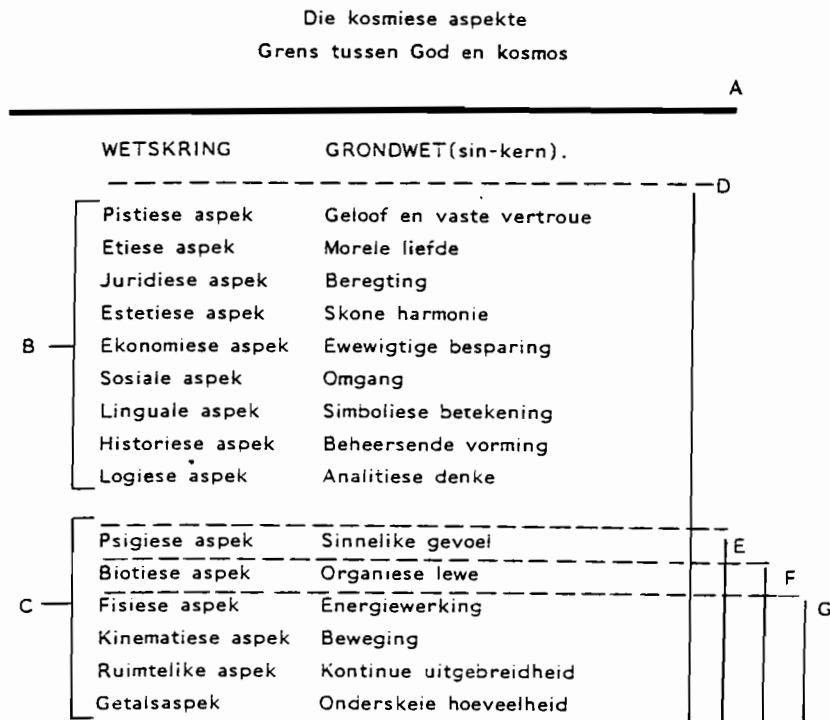 Die kosmiese aspekte
Grens tussen God en kosmos
A
WETSKRING GRONDWET(sin-kern).
D
Pistiese aspek Geloof en vaste vertroue
Etiese aspek Morele liefde
Juridiese aspek Beregting
Estetiese aspek Skone harmonie
B Ekonomiese aspek Ewewigtige besparing
Sosiale aspek Omgang
Linguale aspek Simboliese betekening
Historiese aspek Beheersende vorming
Logiese aspek Analitiese denke
Psigiese aspek Sinnelike gevoel E
Biotiese aspek Organiese lewe F
C Fisiese aspek Energiewerking G
Kinematiese aspek Beweging
Ruimtelike aspek Kontinue uitgebreidheid
Getalsaspek Onderskeie hoeveelheid